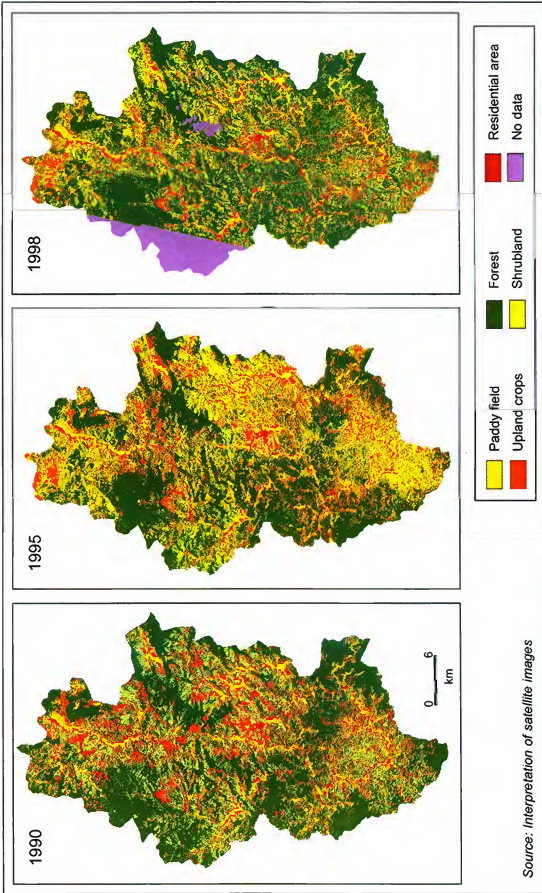 1990
1995
1998
0 6
km
Paddy field
Upland crops
Forest
Shrubland
Residential area
No data
Source: Interpretation of satellite images